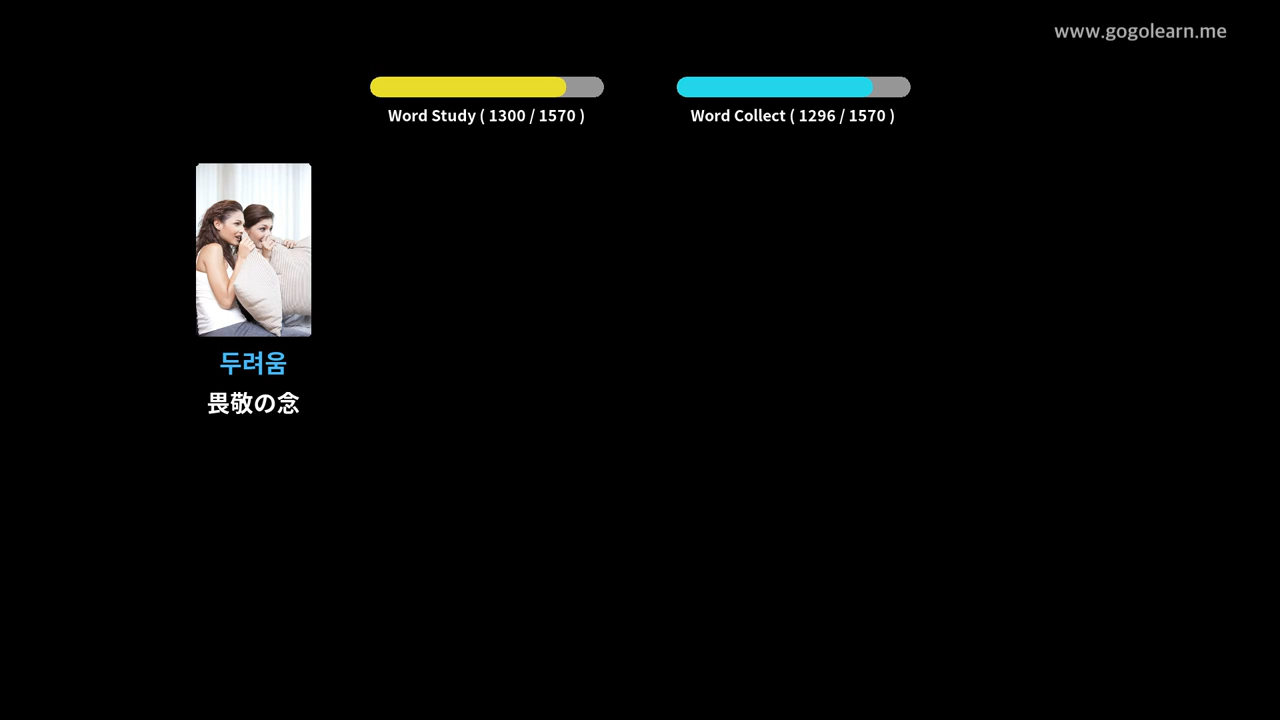 www.gogolearn.me
Word Study ( 1300 / 1570 )
Word Collect ( 1296 / 1570 )
두려움
畏敬の念